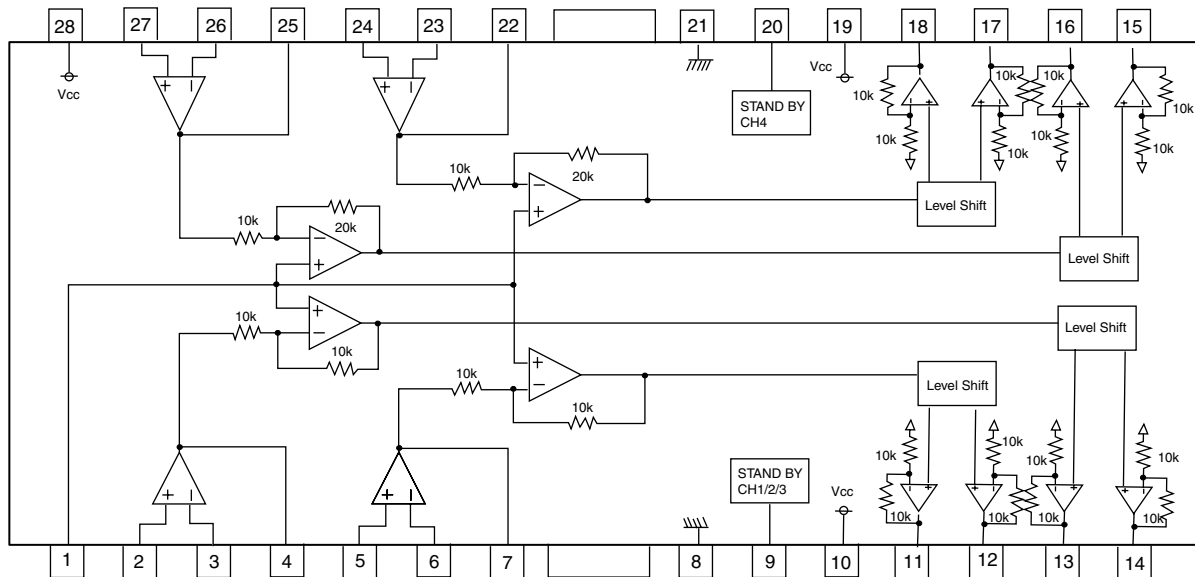 28 27 26 25 24 23 22 21 20 19 18 17 16 15
Vcc
+ −
+ −
STAND BY
CH4
Vcc
10k 10k 10k 10k
− + + − − + + −
10k 10k 10k 10k
10k
20k
−
+
Level Shift
10k
20k
−
+
Level Shift
10k
+
−
10k
Level Shift
10k
+
−
10k
Level Shift
+ −
+ −
STAND BY
CH1/2/3
Vcc
10k 10k 10k 10k
− + + − − + + −
10k 10k 10k 10k
1 2 3 4 5 6 7 8 9 10 11 12 13 14